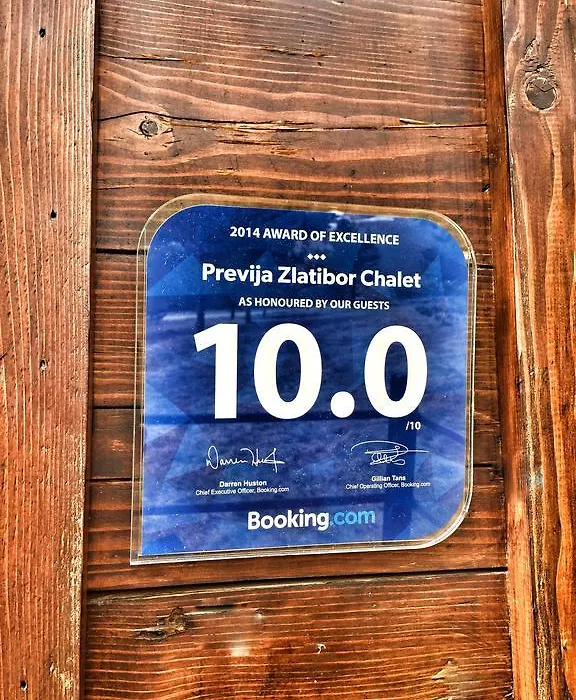 2014 AWARD OF EXCELLENCE
Previja Zlatibor Chalet
AS HONOURED BY OUR GUESTS
10.0
/10
Darren Huston
Chief Executive Officer, Booking.com
Gillian Tans
Chief Operating Officer, Booking.com
Booking.com